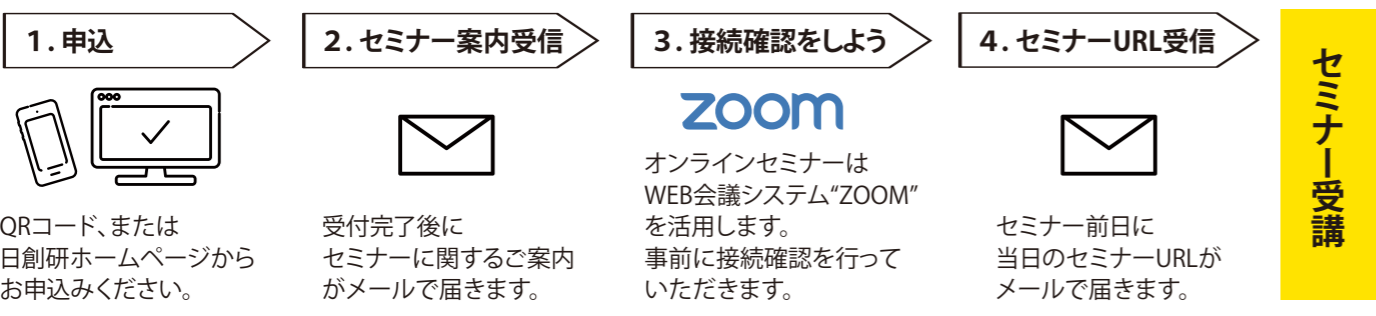 1. 申込
QRコード、または
日創研ホームページから
お申込みください。
2. セミナー案内受信
受付完了後に
セミナーに関するご案内
がメールで届きます。
3. 接続確認をしよう
zoom
オンラインセミナーは
WEB会議システム“ZOOM”
を活用します。
事前に接続確認を行って
いただきます。
4. セミナーURL受信
セミナー前日に
当日のセミナーURLが
メールで届きます。
セミナー受講